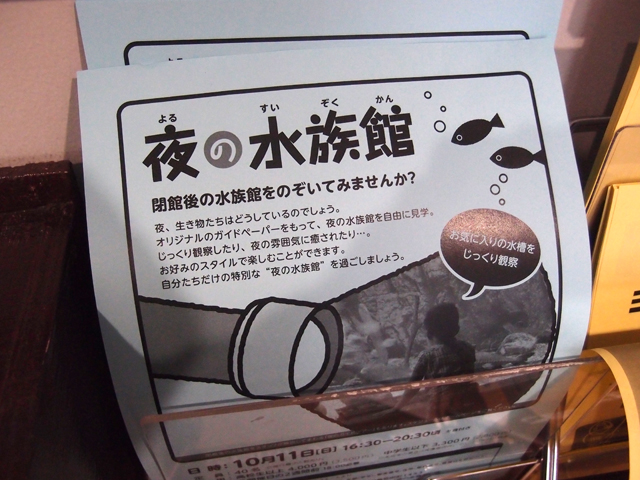 よる すい ぞく かん
夜の水族館
閉館後の水族館をのぞいてみませんか?
夜、生き物たちはどうしているのでしょう。
オリジナルのガイドペーパーをもって、夜の水族館を自由に見学。
じっくり観察したり、夜の雰囲気に癒されたり…。
お好みのスタイルで楽しむことができます。
自分たちだけの特別な“夜の水族館”を過ごしましょう。
お気に入りの水槽を
じっくり観察
日時:10月11日(日) 16:30-20:30頃